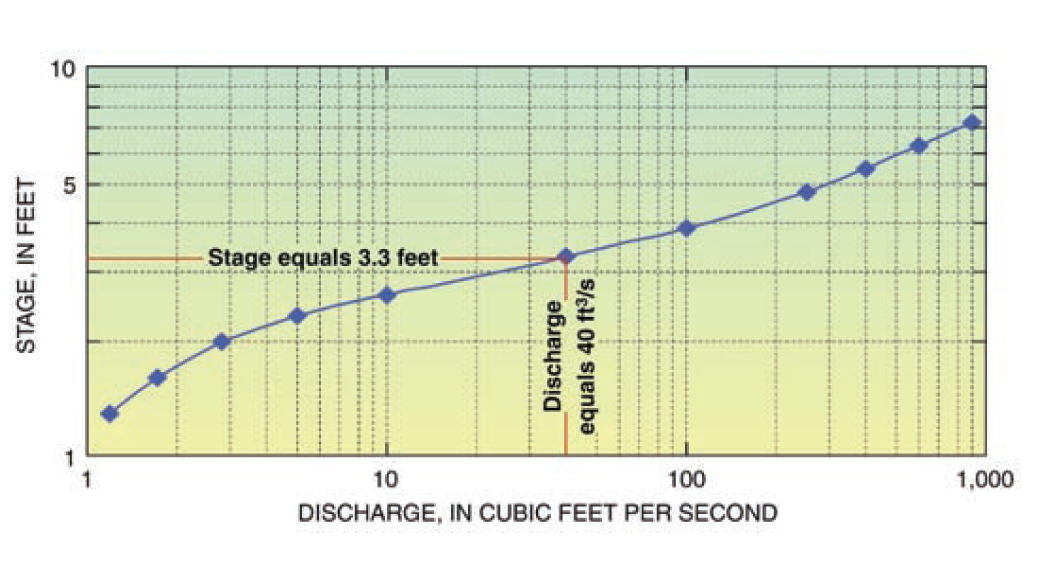 10
5
1
STAGE, IN FEET
Stage equals 3.3 feet
Discharge
equals 40 ft³/s
1
10
100
1,000
DISCHARGE, IN CUBIC FEET PER SECOND